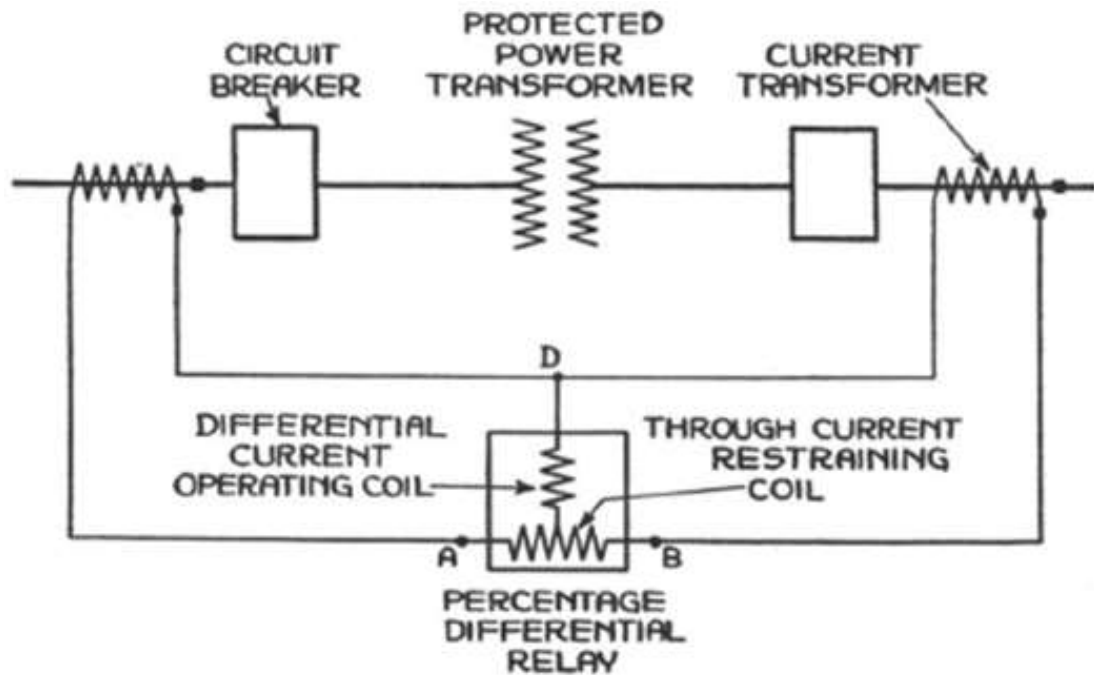 CIRCUIT
BREAKER
PROTECTED
POWER
TRANSFORMER
CURRENT
TRANSFORMER
D
DIFFERENTIAL
CURRENT
OPERATING COIL
THROUGH CURRENT
RESTRAINING
COIL
A
B
PERCENTAGE
DIFFERENTIAL
RELAY